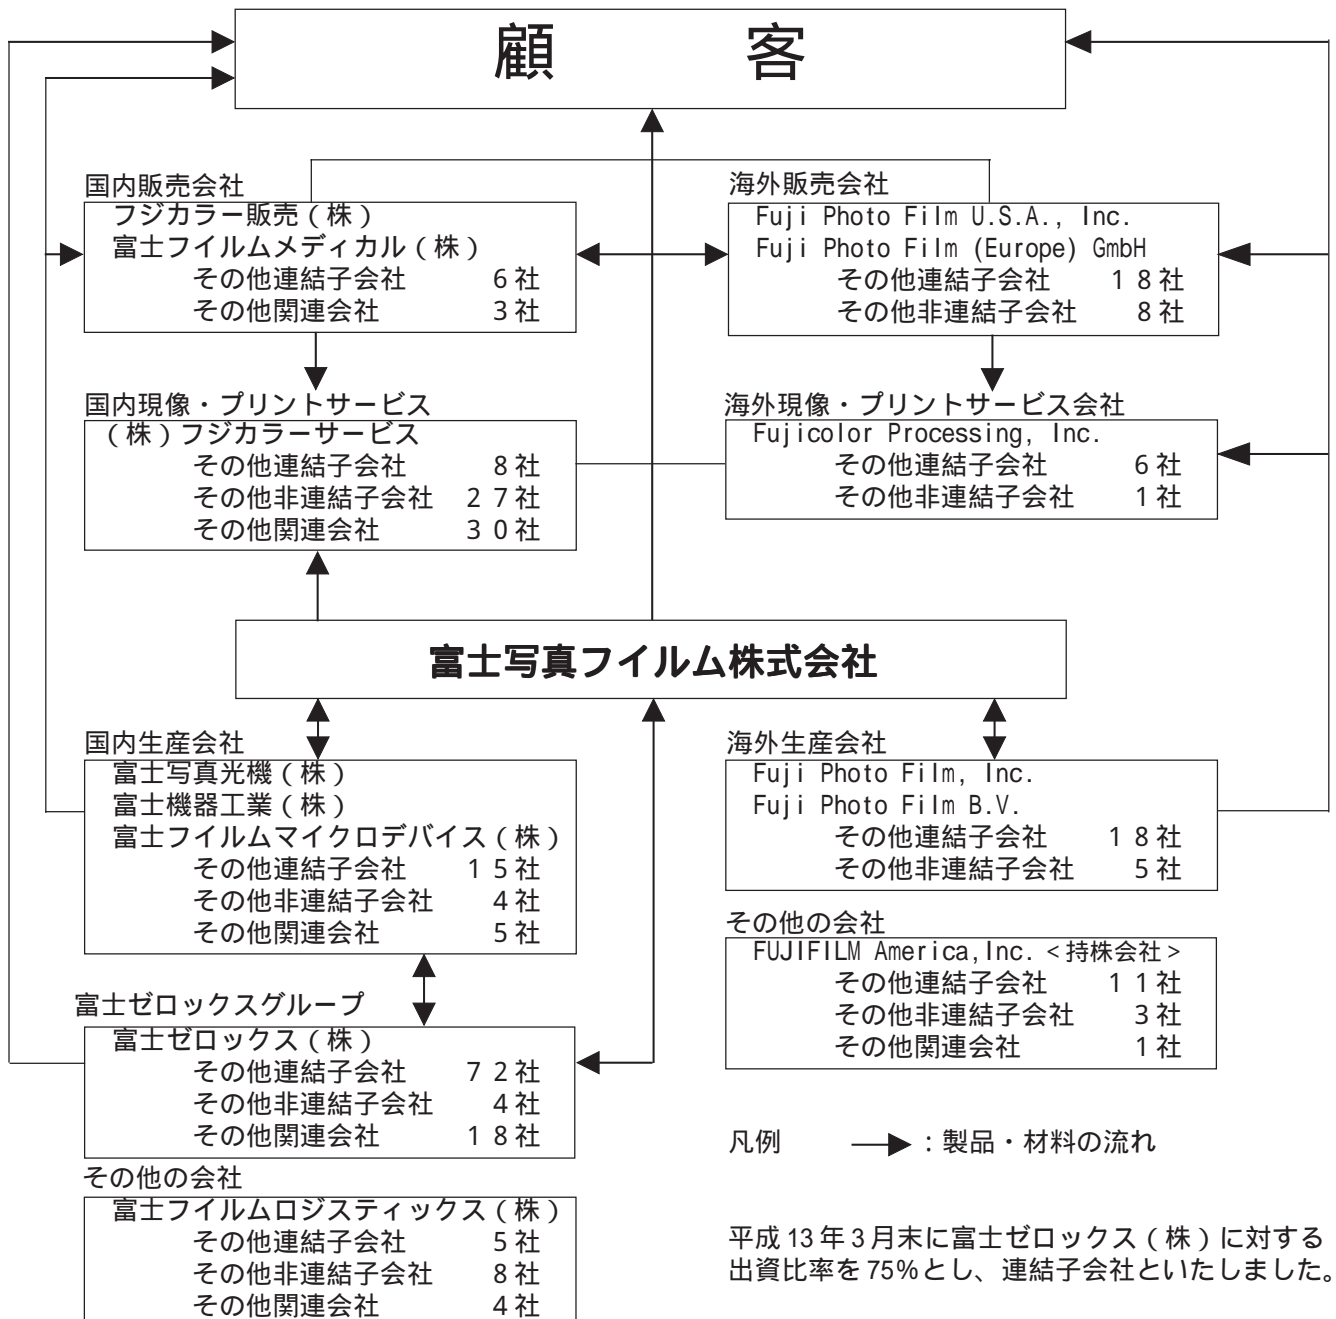 顧客
国内販売会社
フジカラー販売（株）
富士フイルムメディカル（株）
その他連結子会社 6社
その他関連会社 3社
海外販売会社
Fuji Photo Film U.S.A., Inc.
Fuji Photo Film (Europe) GmbH
その他連結子会社 18社
その他非連結子会社 8社
国内現像・プリントサービス
（株）フジカラーサービス
その他連結子会社 8社
その他非連結子会社 27社
その他関連会社 30社
海外現像・プリントサービス会社
Fujicolor Processing, Inc.
その他連結子会社 6社
その他非連結子会社 1社
富士写真フイルム株式会社
国内生産会社
富士写真光機（株）
富士機器工業（株）
富士フイルムマイクロデバイス（株）
その他連結子会社 15社
その他非連結子会社 4社
その他関連会社 5社
海外生産会社
Fuji Photo Film, Inc.
Fuji Photo Film B.V.
その他連結子会社 18社
その他非連結子会社 5社
その他の会社
FUJIFILM America,Inc.＜持株会社＞
その他連結子会社 11社
その他非連結子会社 3社
その他関連会社 1社
富士ゼロックスグループ
富士ゼロックス（株）
その他連結子会社 72社
その他非連結子会社 4社
その他関連会社 18社
その他の会社
富士フイルムロジスティックス（株）
その他連結子会社 5社
その他非連結子会社 8社
その他関連会社 4社
凡例 ：製品・材料の流れ
平成13年3月末に富士ゼロックス（株）に対する
出資比率を75%とし、連結子会社といたしました。